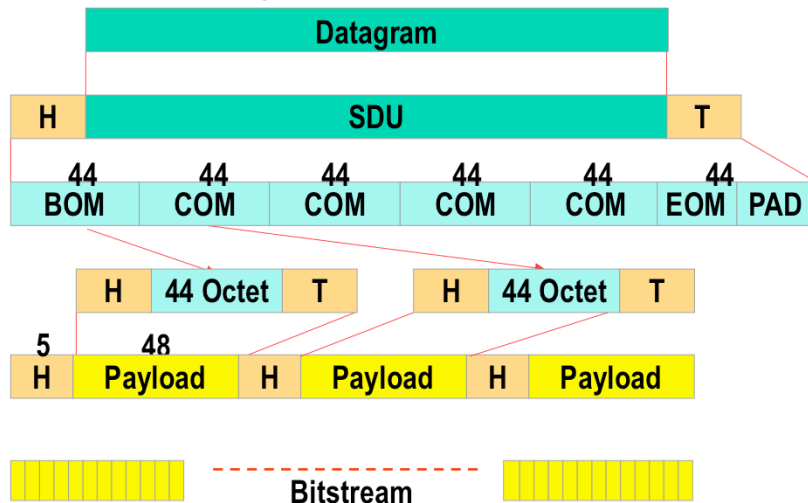 Datagram
H SDU T
44 44 44 44 44 44
BOM COM COM COM COM EOM PAD
H 44 Octet T H 44 Octet T
5 48
H Payload H Payload H Payload
Bitstream